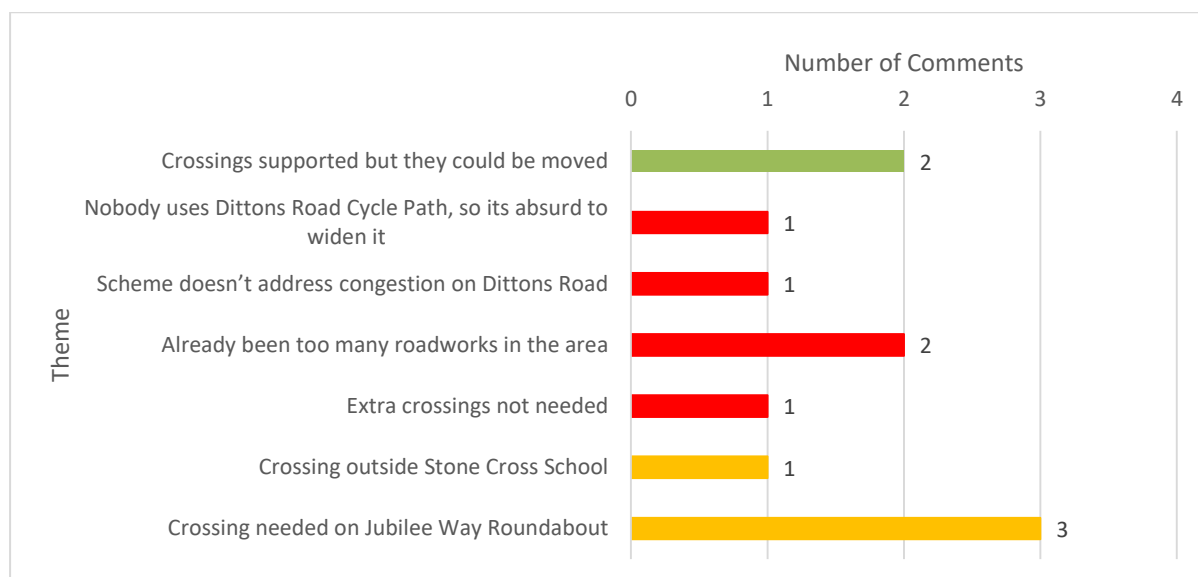 Number of Comments
0 1 2 3 4
Theme
Crossings supported but they could be moved 2
Nobody uses Dittons Road Cycle Path, so its absurd to
widen it 1
Scheme doesn’t address congestion on Dittons Road 1
Already been too many roadworks in the area 2
Extra crossings not needed 1
Crossing outside Stone Cross School 1
Crossing needed on Jubilee Way Roundabout 3